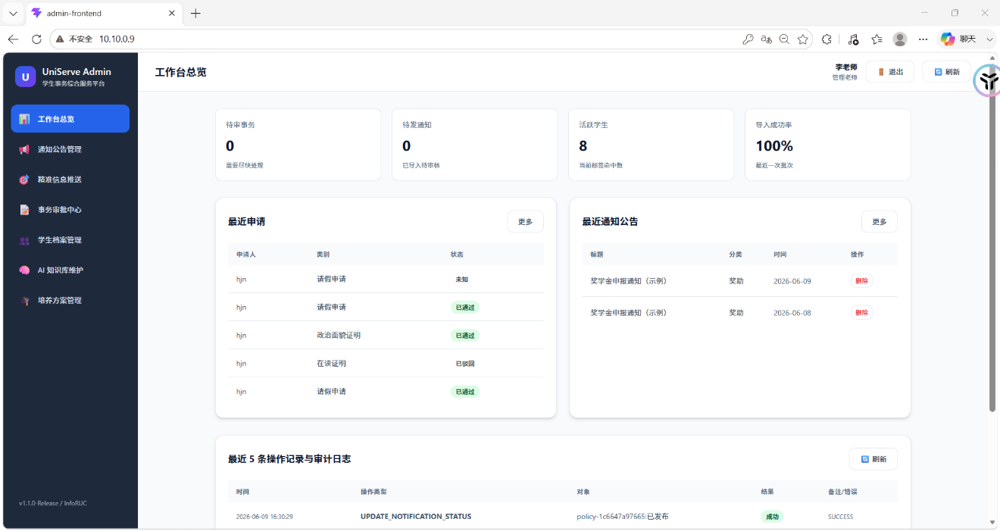 admin-frontend
不安全 10.10.0.9
聊天
U
UniServe Admin
学生事务综合服务平台
工作台总览
通知公告管理
精准信息推送
事务审批中心
学生档案管理
AI 知识库维护
培养方案管理
v1.1.0-Release / InfoRUC
工作台总览
李老师
管理老师
退出
刷新
待审事务
0
需要尽快处理
待发通知
0
已导入待审核
活跃学生
8
当前标签命中数
导入成功率
100%
最近一次批次
最近申请
更多
申请人 类别 状态
hjn 请假申请 未知
hjn 请假申请 已通过
hjn 政治面貌证明 已通过
hjn 在读证明 已驳回
hjn 请假申请 已通过
最近通知公告
更多
标题 分类 时间 操作
奖学金申报通知（示例） 奖助 2026-06-09 删除
奖学金申报通知（示例） 奖助 2026-06-08 删除
最近 5 条操作记录与审计日志
刷新
时间 操作类型 对象 结果 备注/错误
2026-06-09 16:30:29 UPDATE_NOTIFICATION_STATUS policy-1c6647a97665:已发布 成功 SUCCESS